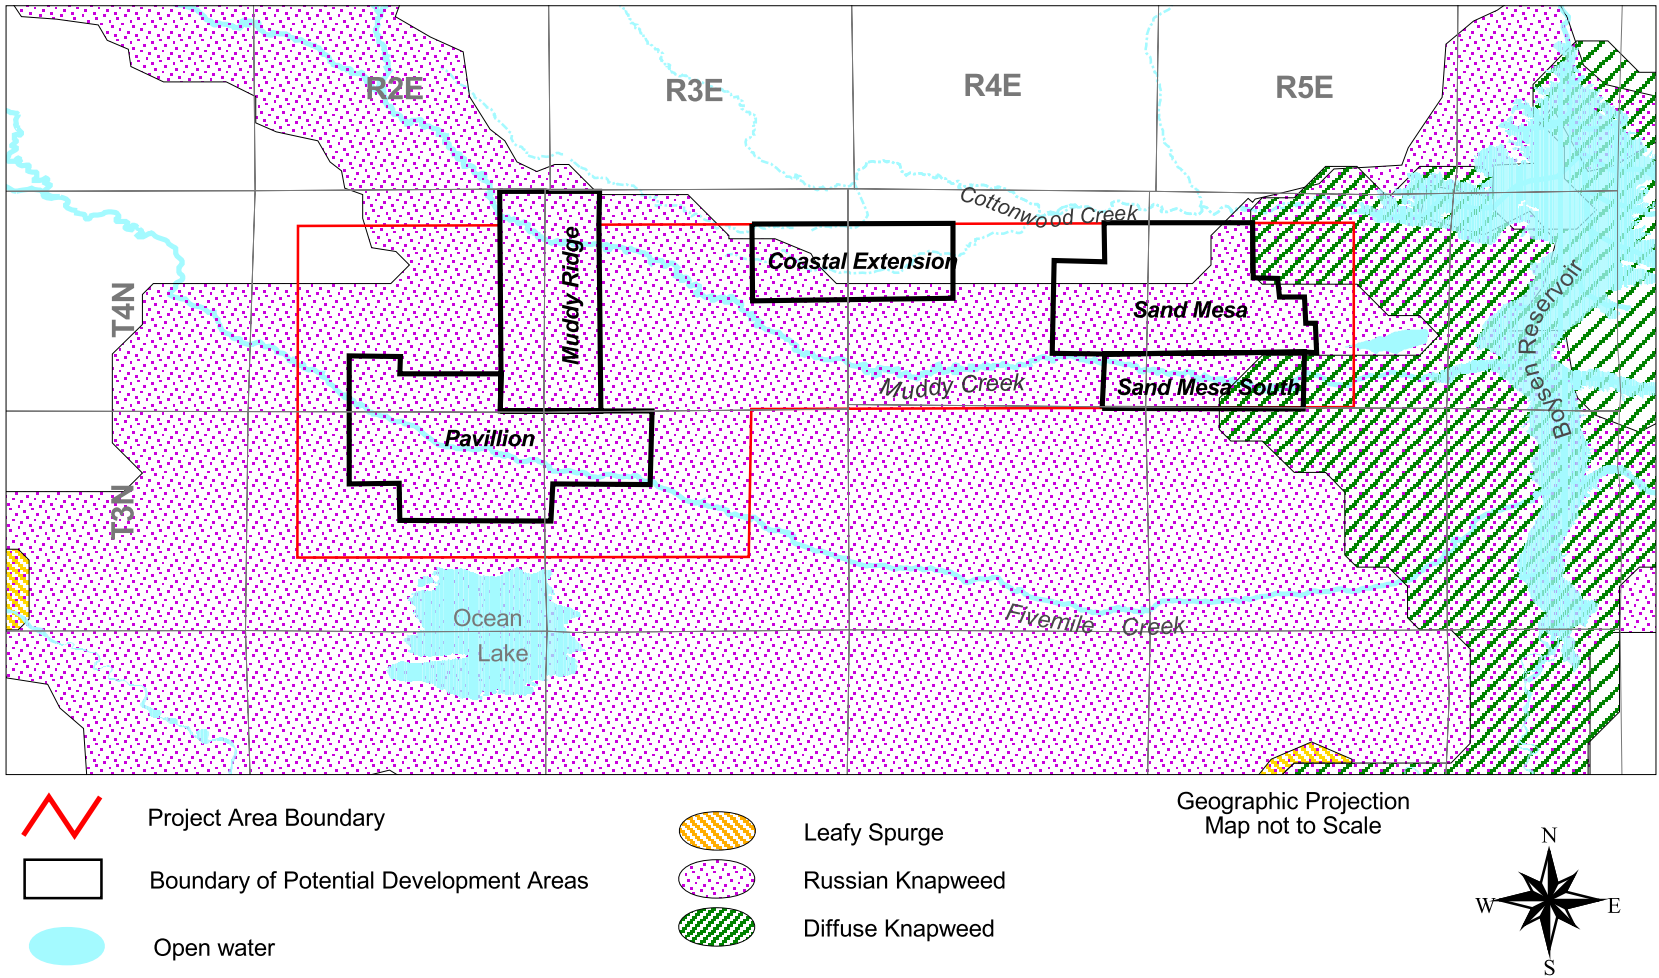 R2E
R3E
R4E
R5E
Cottonwood Creek
Muddy Ridge
Coastal Extension
T4N
Sand Mesa
Boysen Reservoir
Muddy Creek
Sand Mesa South
Pavillion
T3N
Ocean
Lake
Fivemile Creek
Project Area Boundary
Boundary of Potential Development Areas
Open water
Leafy Spurge
Russian Knapweed
Diffuse Knapweed
Geographic Projection
Map not to Scale
N
W
E
S